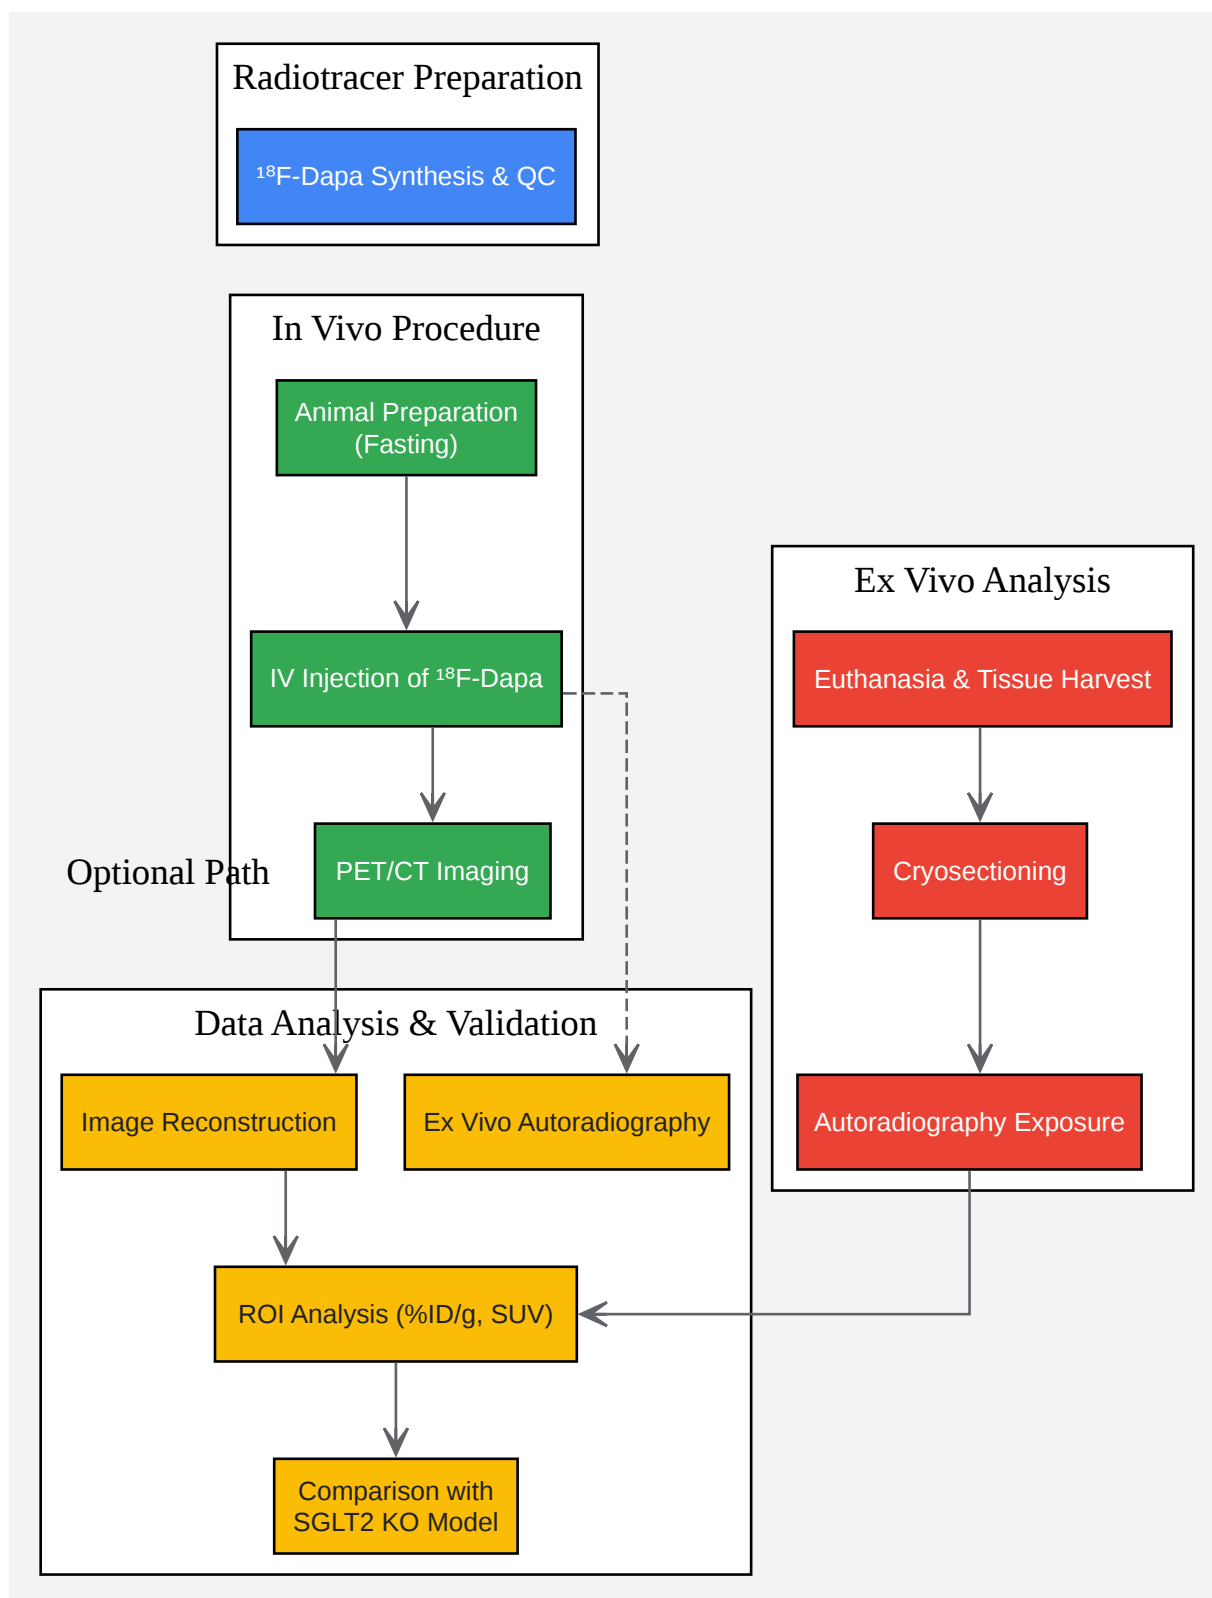 Radiotracer Preparation
¹⁸F-Dapa Synthesis & QC
In Vivo Procedure
Animal Preparation
(Fasting)
IV Injection of ¹⁸F-Dapa
PET/CT Imaging
Optional Path
Ex Vivo Analysis
Euthanasia & Tissue Harvest
Cryosectioning
Autoradiography Exposure
Data Analysis & Validation
Image Reconstruction
Ex Vivo Autoradiography
ROI Analysis (%ID/g, SUV)
Comparison with
SGLT2 KO Model